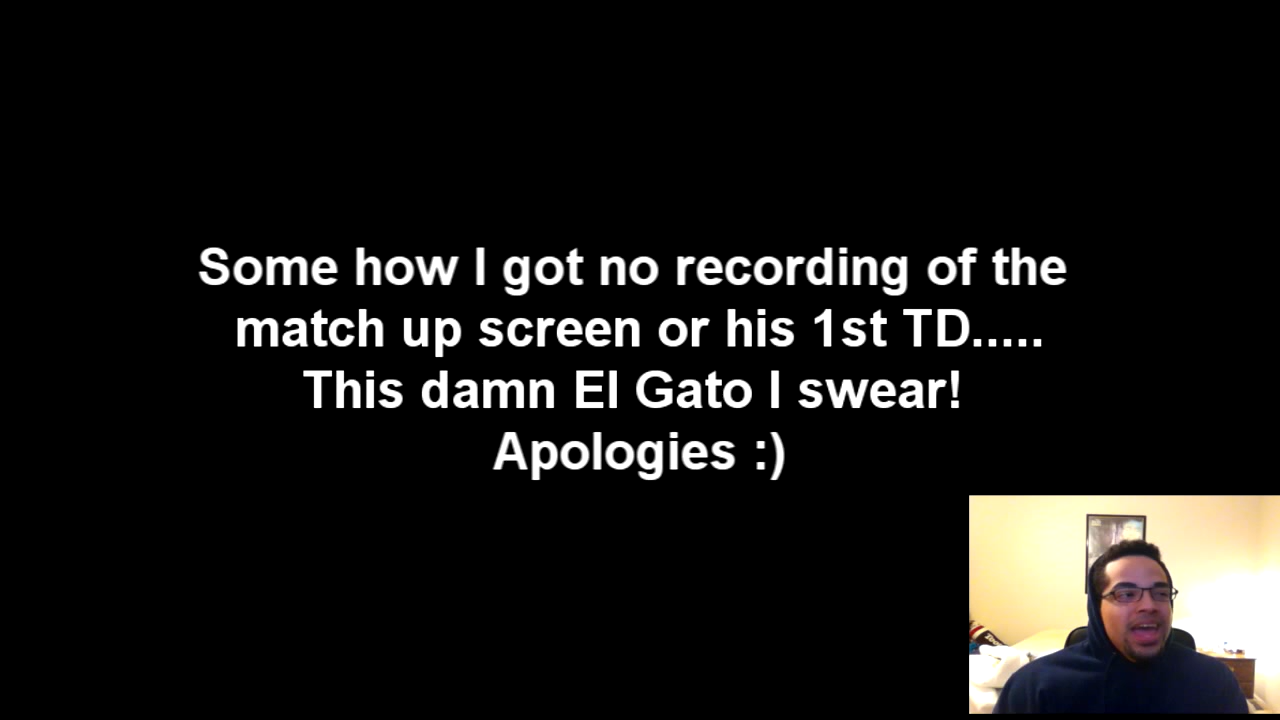 Some how I got no recording of the
match up screen or his 1st TD.....
This damn El Gato I swear!
Apologies :)